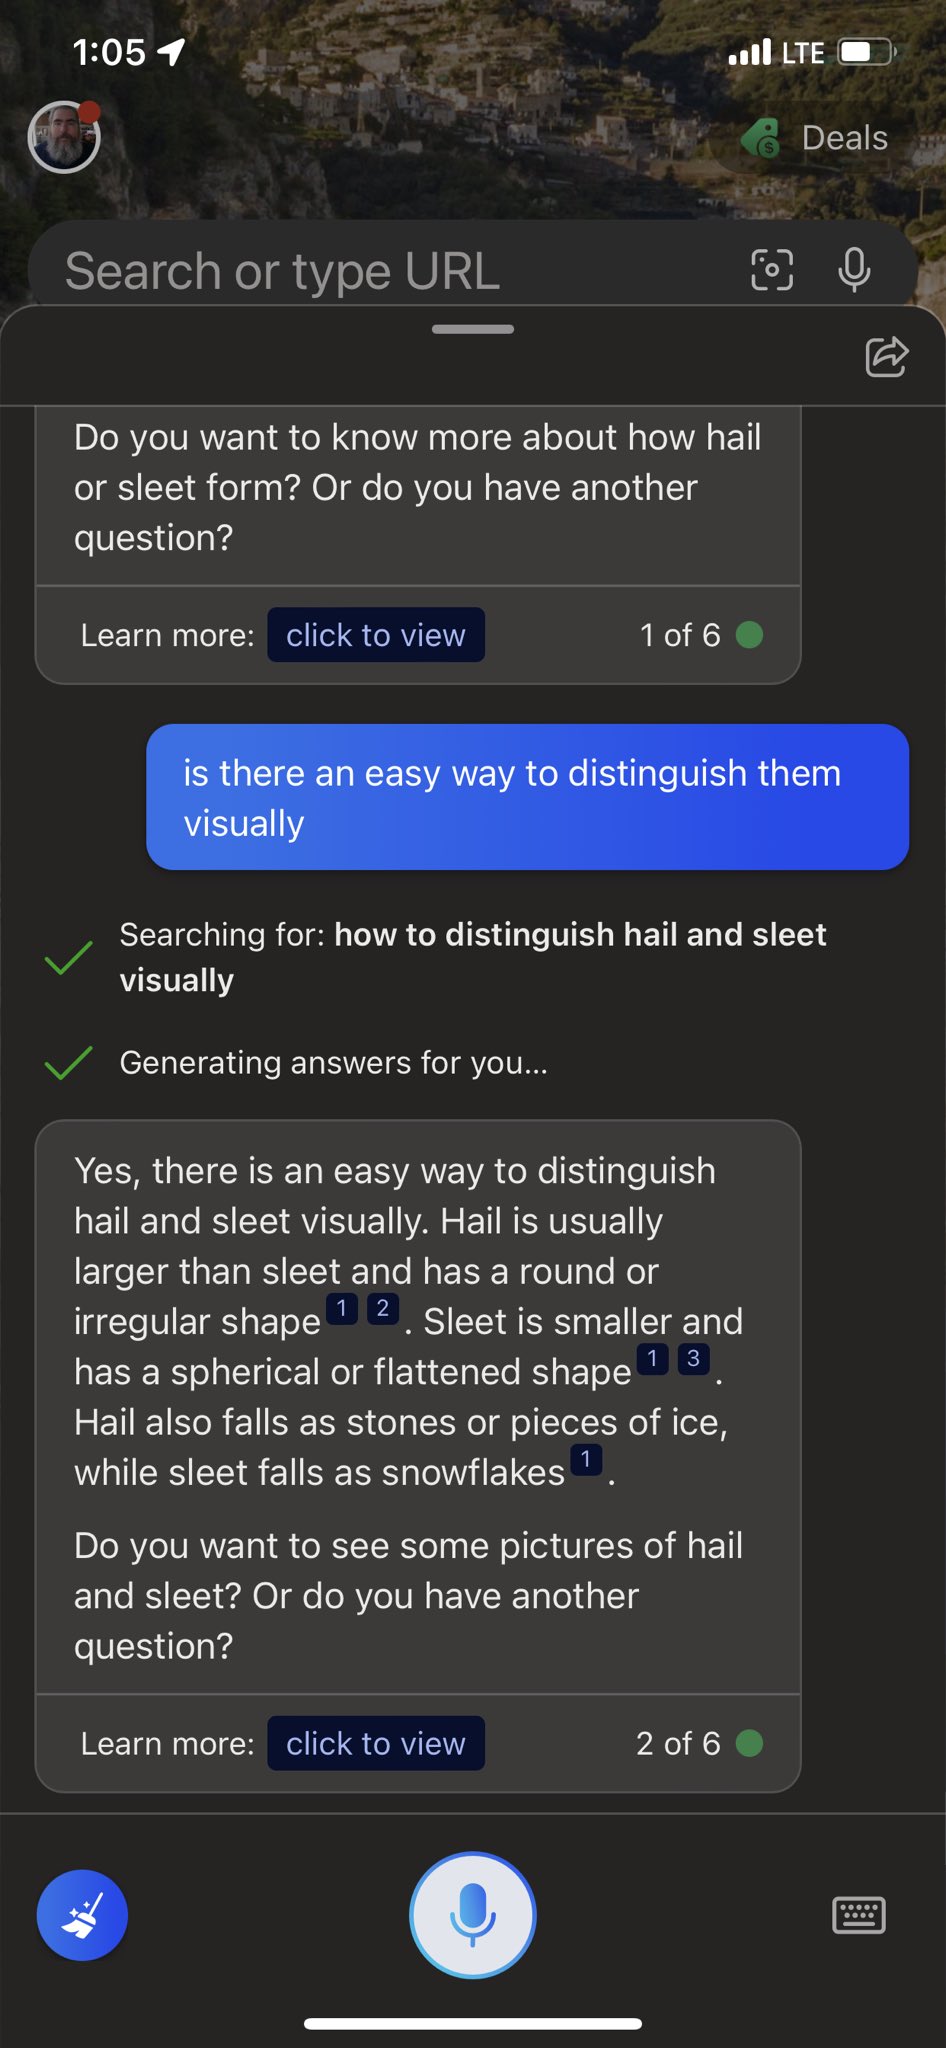 1:05
LTE
Deals
Search or type URL
Do you want to know more about how hail
or sleet form? Or do you have another
question?
Learn more: click to view 1 of 6
is there an easy way to distinguish them
visually
Searching for: how to distinguish hail and sleet
visually
Generating answers for you...
Yes, there is an easy way to distinguish
hail and sleet visually. Hail is usually
larger than sleet and has a round or
irregular shape 1 2 . Sleet is smaller and
has a spherical or flattened shape 1 3 .
Hail also falls as stones or pieces of ice,
while sleet falls as snowflakes 1 .
Do you want to see some pictures of hail
and sleet? Or do you have another
question?
Learn more: click to view 2 of 6